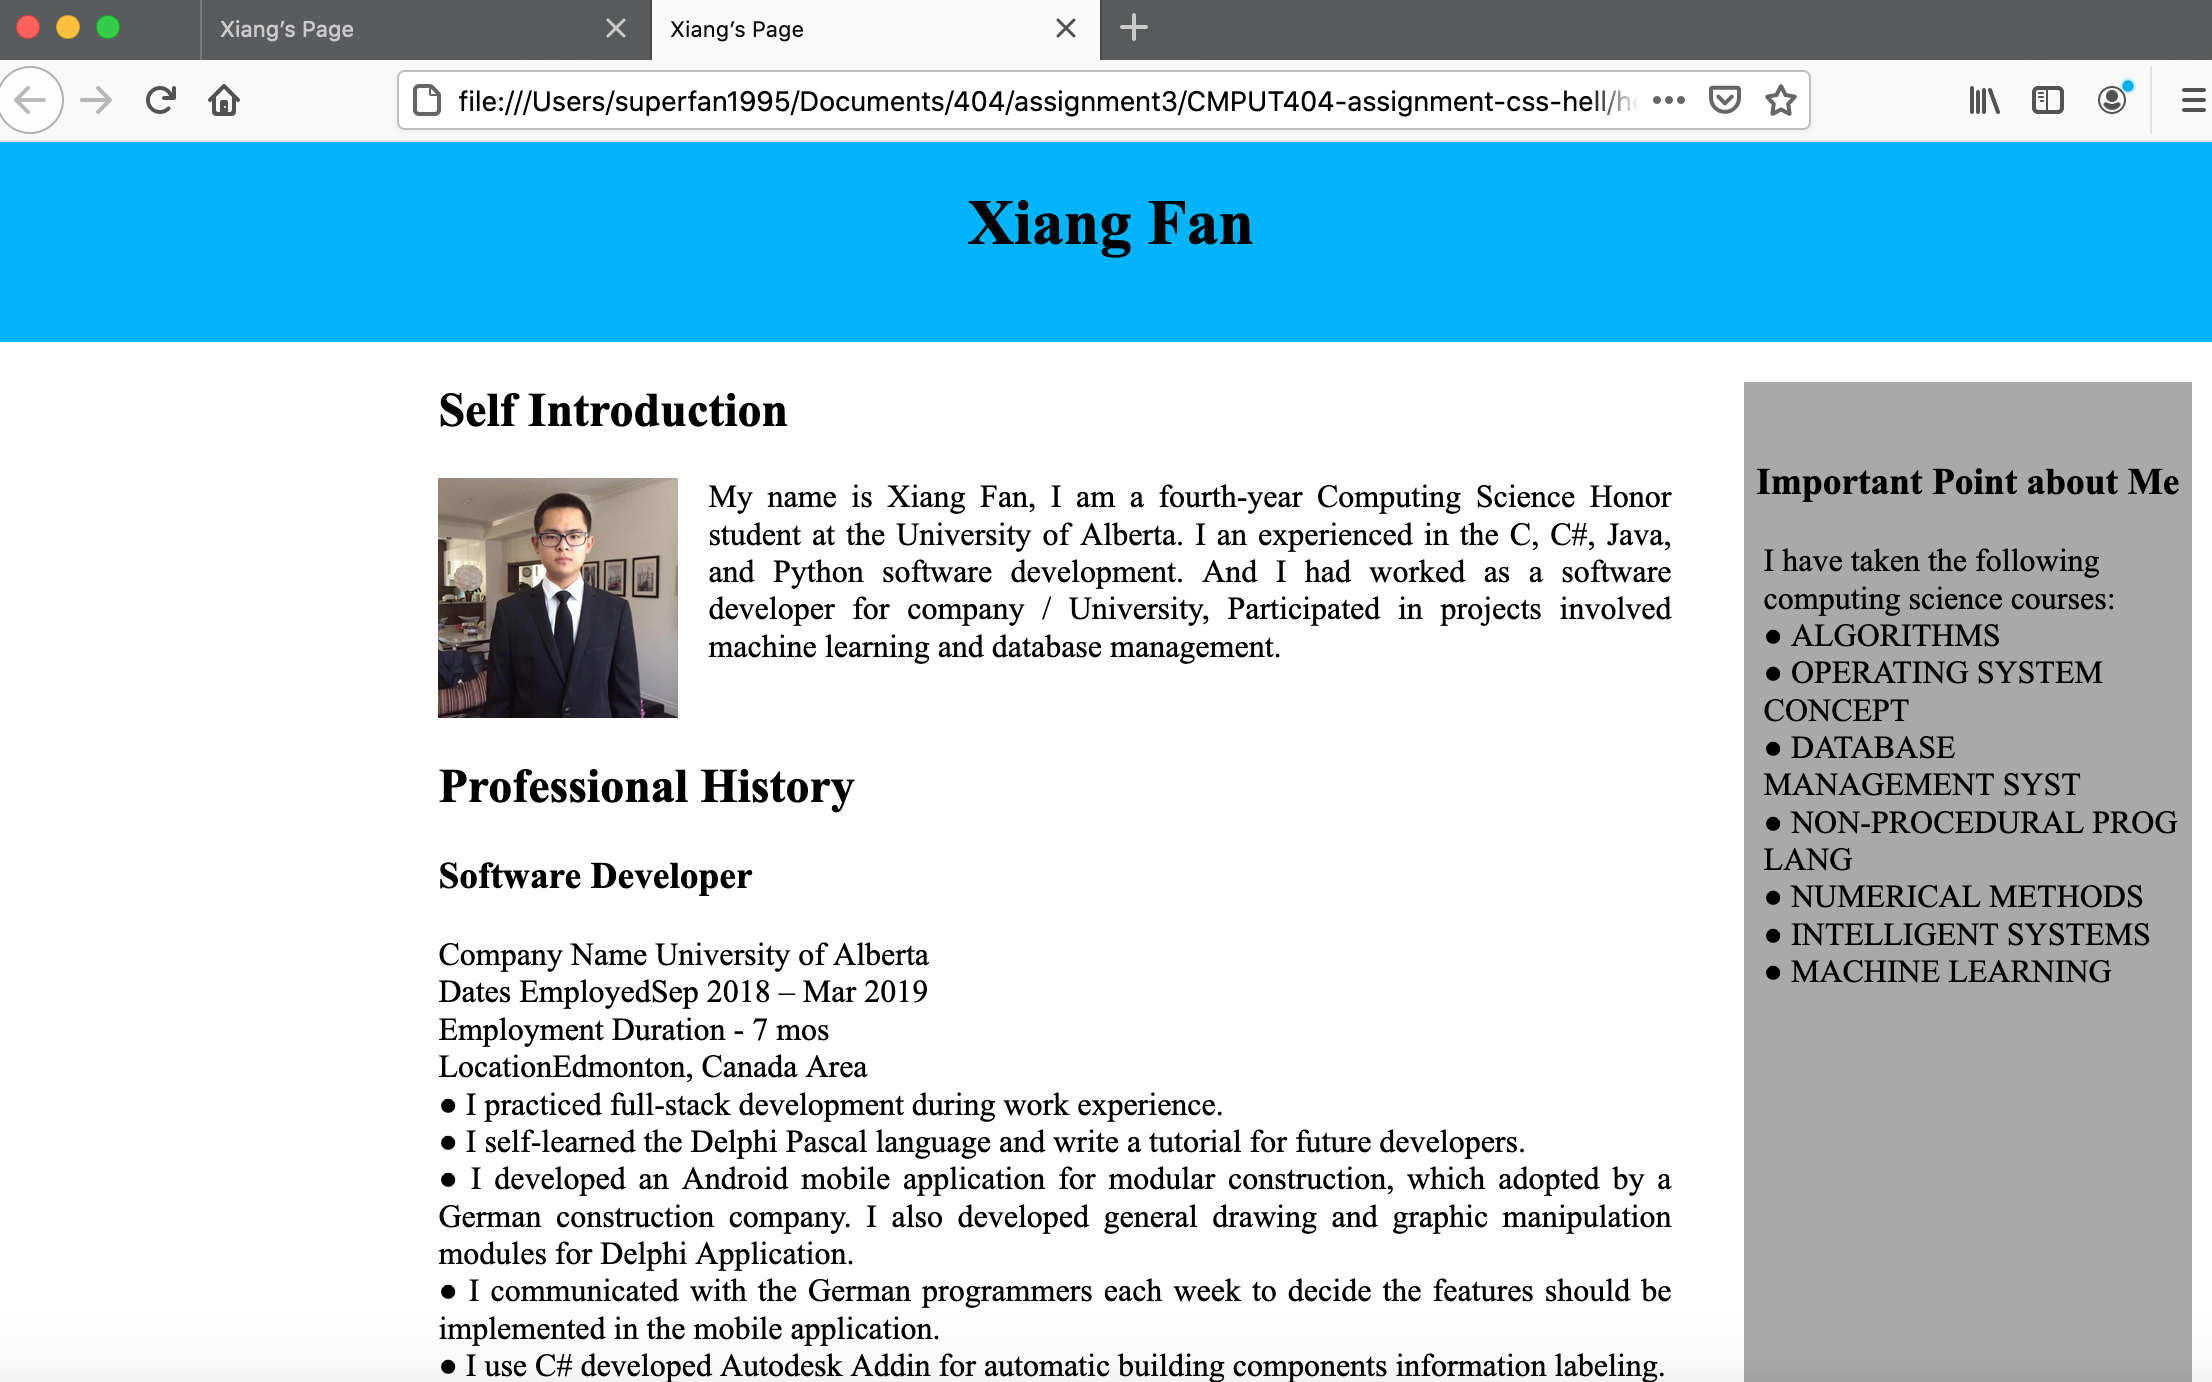 Xiang's Page
Xiang's Page
file:///Users/superfan1995/Documents/404/assignment3/CMPUT404-assignment-css-hell/
Xiang Fan
Self Introduction
My name is Xiang Fan, I am a fourth-year Computing Science Honor
student at the University of Alberta. I an experienced in the C, C#, Java,
and Python software development. And I had worked as a software
developer for company / University, Participated in projects involved
machine learning and database management.
Professional History
Software Developer
Company Name University of Alberta
Dates EmployedSep 2018 – Mar 2019
Employment Duration - 7 mos
LocationEdmonton, Canada Area
● I practiced full-stack development during work experience.
● I self-learned the Delphi Pascal language and write a tutorial for future developers.
● I developed an Android mobile application for modular construction, which adopted by a
German construction company. I also developed general drawing and graphic manipulation
modules for Delphi Application.
● I communicated with the German programmers each week to decide the features should be
implemented in the mobile application.
● I use C# developed Autodesk Addin for automatic building components information labeling.
Important Point about Me
I have taken the following
computing science courses:
● ALGORITHMS
● OPERATING SYSTEM
CONCEPT
● DATABASE
MANAGEMENT SYST
● NON-PROCEDURAL PROG
LANG
● NUMERICAL METHODS
● INTELLIGENT SYSTEMS
● MACHINE LEARNING